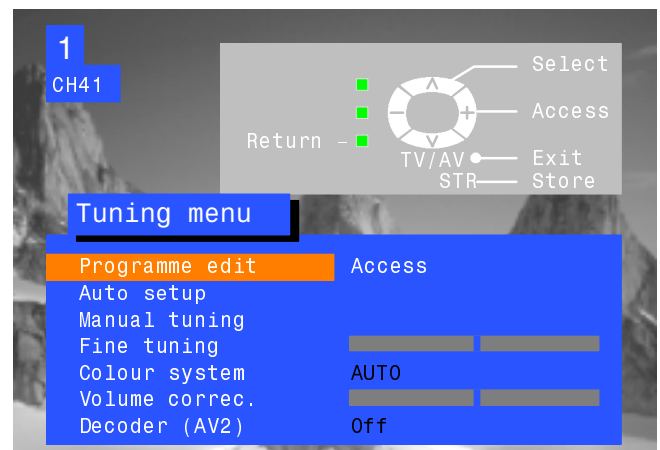 1
CH41
Select
Access
Return
TV/AV Exit
STR Store
Tuning menu
Programme edit Access
Auto setup
Manual tuning
Fine tuning
Colour system AUTO
Volume correc.
Decoder (AV2) Off